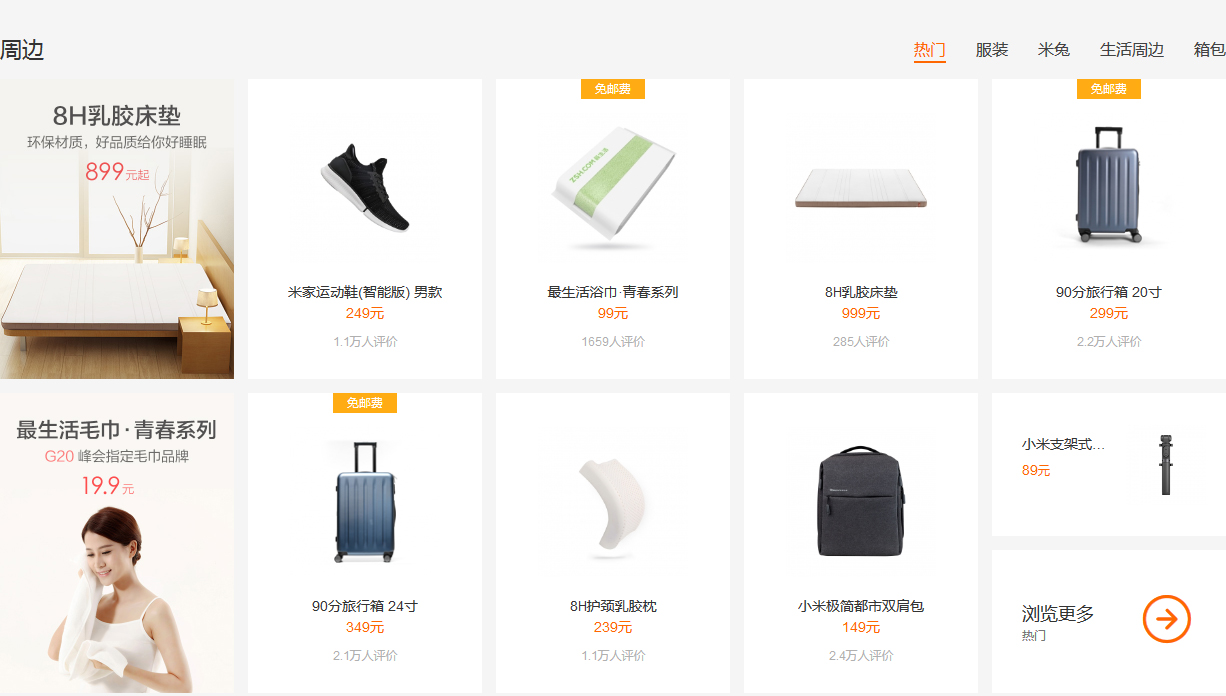 周边
热门
服装
米兔
生活周边
箱包
8H乳胶床垫
环保材质，好品质给你好睡眠
899元起
米家运动鞋(智能版) 男款
249元
1.1万人评价
免邮费
ZSH.COM 最生活
最生活浴巾·青春系列
99元
1659人评价
8H乳胶床垫
999元
285人评价
免邮费
90分旅行箱 20寸
299元
2.2万人评价
最生活毛巾·青春系列
G20 峰会指定毛巾品牌
19.9元
免邮费
90分旅行箱 24寸
349元
2.1万人评价
8H护颈乳胶枕
239元
1.1万人评价
小米极简都市双肩包
149元
2.4万人评价
小米支架式...
89元
浏览更多
热门